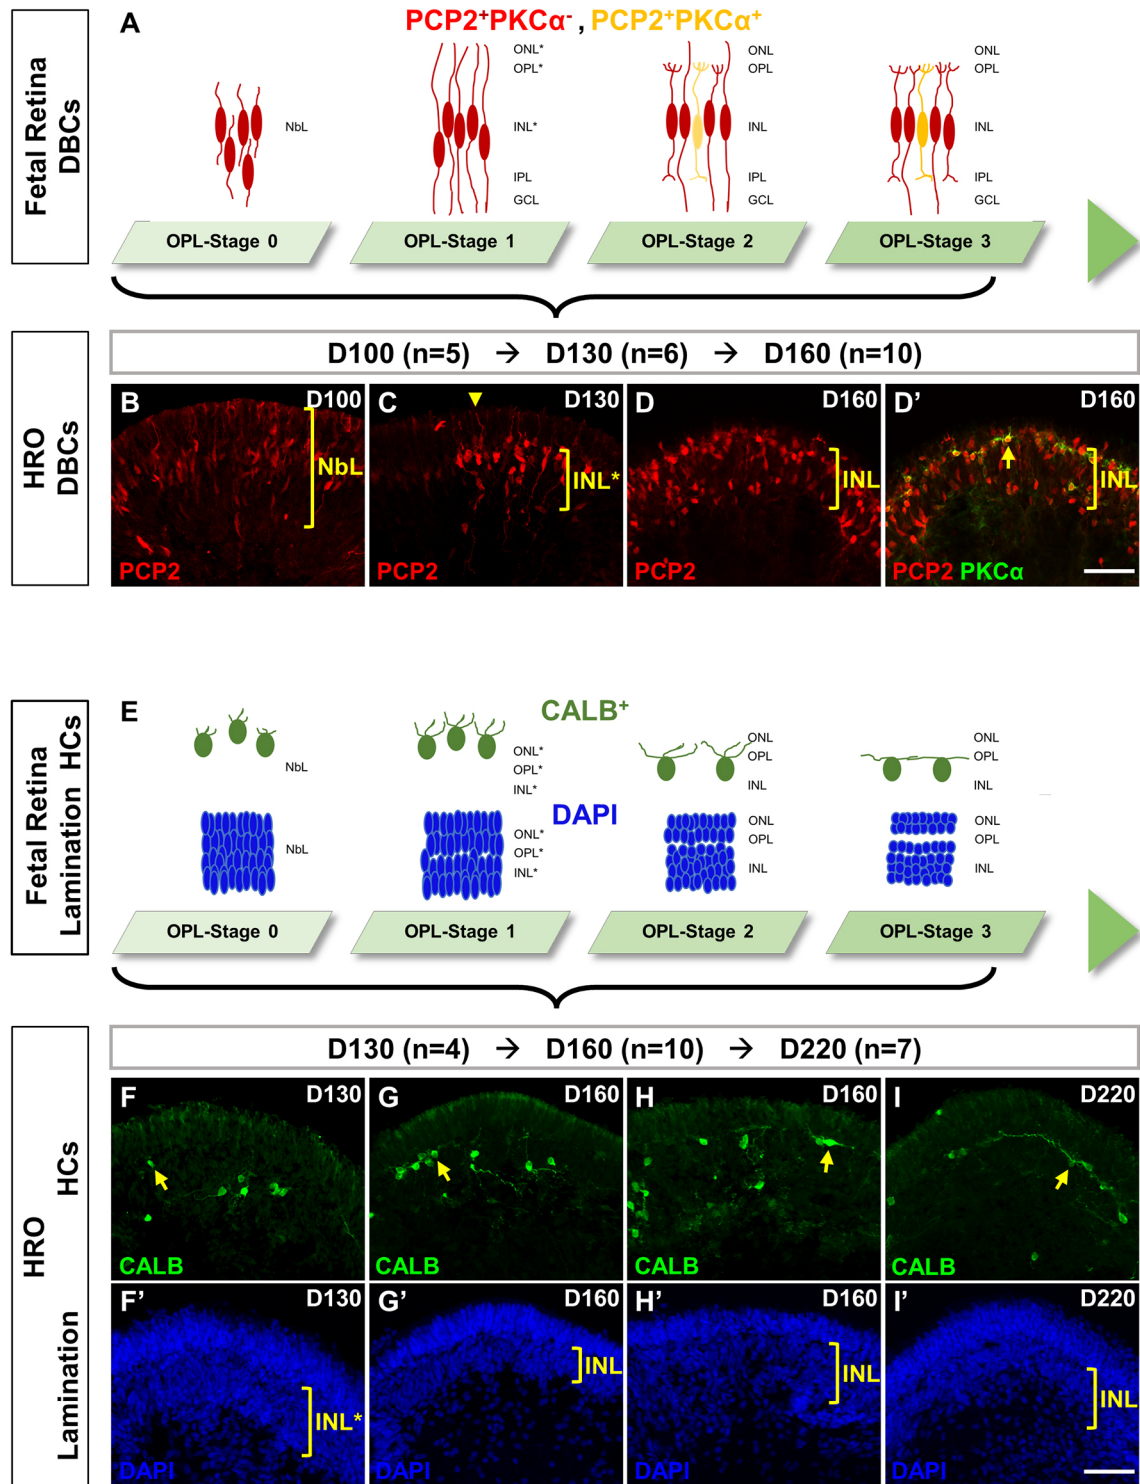 Fetal Retina
DBCs
A
PCP2⁺PKCα⁻, PCP2⁺PKCα⁺
NbL
ONL*
OPL*
INL*
IPL
GCL
ONL
OPL
INL
IPL
GCL
ONL
OPL
INL
IPL
GCL
OPL-Stage 0
OPL-Stage 1
OPL-Stage 2
OPL-Stage 3
HRO
DBCs
D100 (n=5) → D130 (n=6) → D160 (n=10)
B
D100
NbL
PCP2
C
D130
INL*
PCP2
D
D160
INL
PCP2
D’
D160
INL
PCP2 PKCα
Fetal Retina
Lamination HCs
E
CALB⁺
NbL
ONL*
OPL*
INL*
ONL
OPL
INL
ONL
OPL
INL
DAPI
NbL
ONL*
OPL*
INL*
ONL
OPL
INL
ONL
OPL
INL
OPL-Stage 0
OPL-Stage 1
OPL-Stage 2
OPL-Stage 3
HRO
Lamination HCs
D130 (n=4) → D160 (n=10) → D220 (n=7)
F
D130
CALB
G
D160
CALB
H
D160
CALB
I
D220
CALB
F’
D130
INL*
DAPI
G’
D160
INL
DAPI
H’
D160
INL
DAPI
I’
D220
INL
DAPI